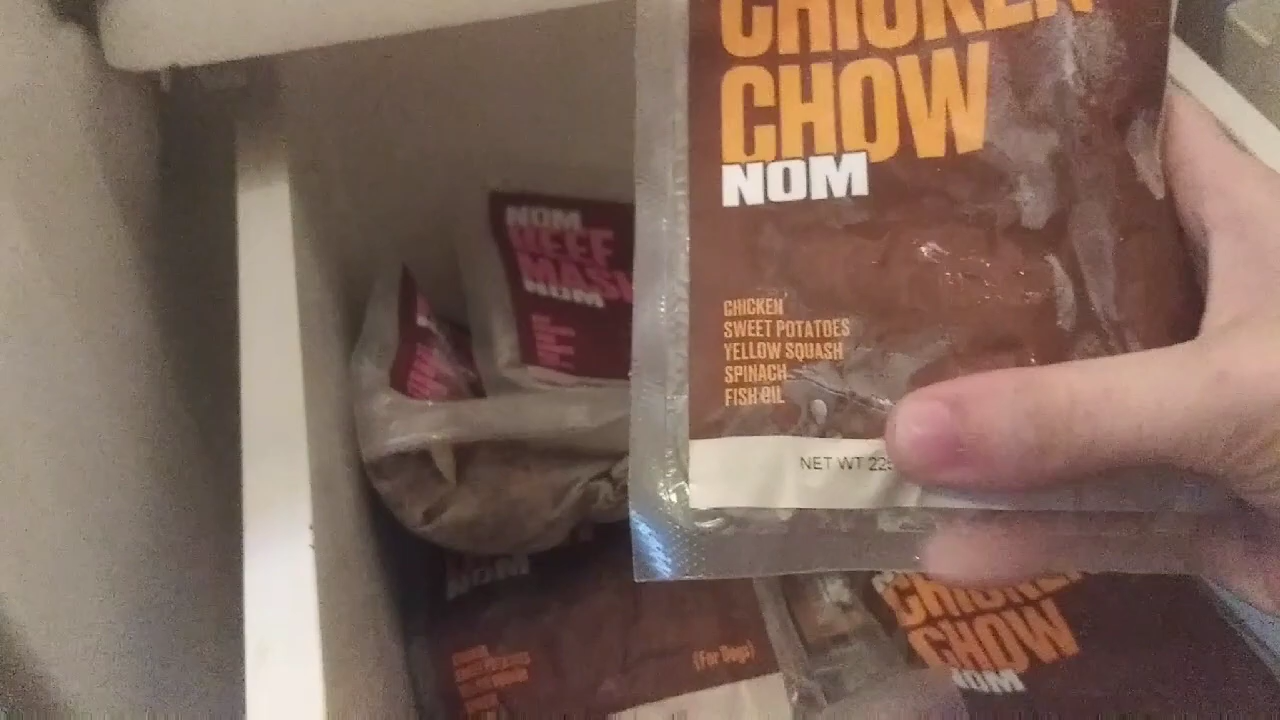 CHICKEN
CHOW
NOM
CHICKEN
SWEET POTATOES
YELLOW SQUASH
SPINACH
FISH OIL
NET WT 22
NOM
BEEF
MASH
NOM
NOM
(For Dogs)
CHICKEN
CHOW
NOM